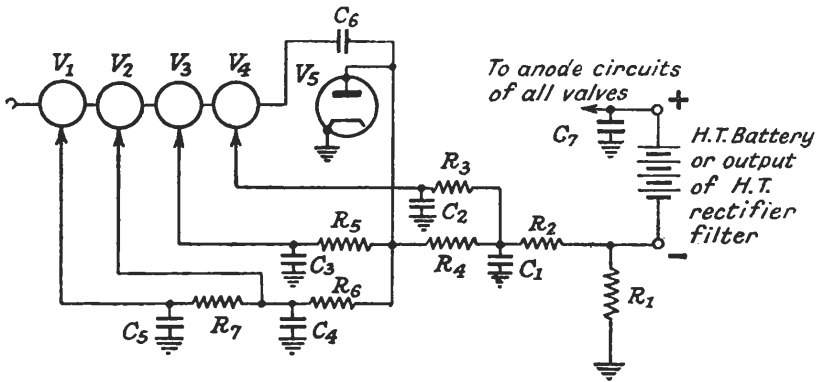 C6
V1 V2 V3 V4 V5
To anode circuits
of all valves
+
C7
H.T. Battery
or output
of H.T.
rectifier
filter
R3
C2
R5
R4
R2
C3
C1
–
R6
R1
C5
R7
C4